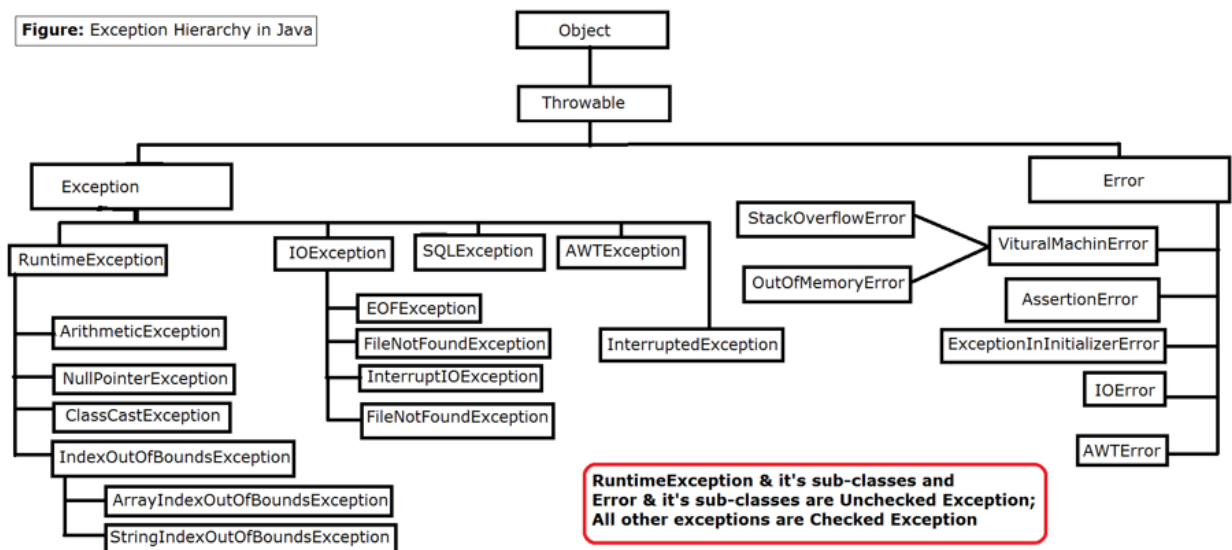 Figure: Exception Hierarchy in Java
Object
Throwable
Exception
Error
RuntimeException
IOException
SQLException
AWTException
InterruptedException
ArithmeticException
NullPointerException
ClassCastException
IndexOutOfBoundsException
ArrayIndexOutOfBoundsException
StringIndexOutOfBoundsException
EOFException
FileNotFoundException
InterruptIOException
FileNotFoundException
StackOverflowError
OutOfMemoryError
VituralMachinError
AssertionError
ExceptionInInitializerError
IOError
AWTError
RuntimeException & it's sub-classes and
Error & it's sub-classes are Unchecked Exception;
All other exceptions are Checked Exception